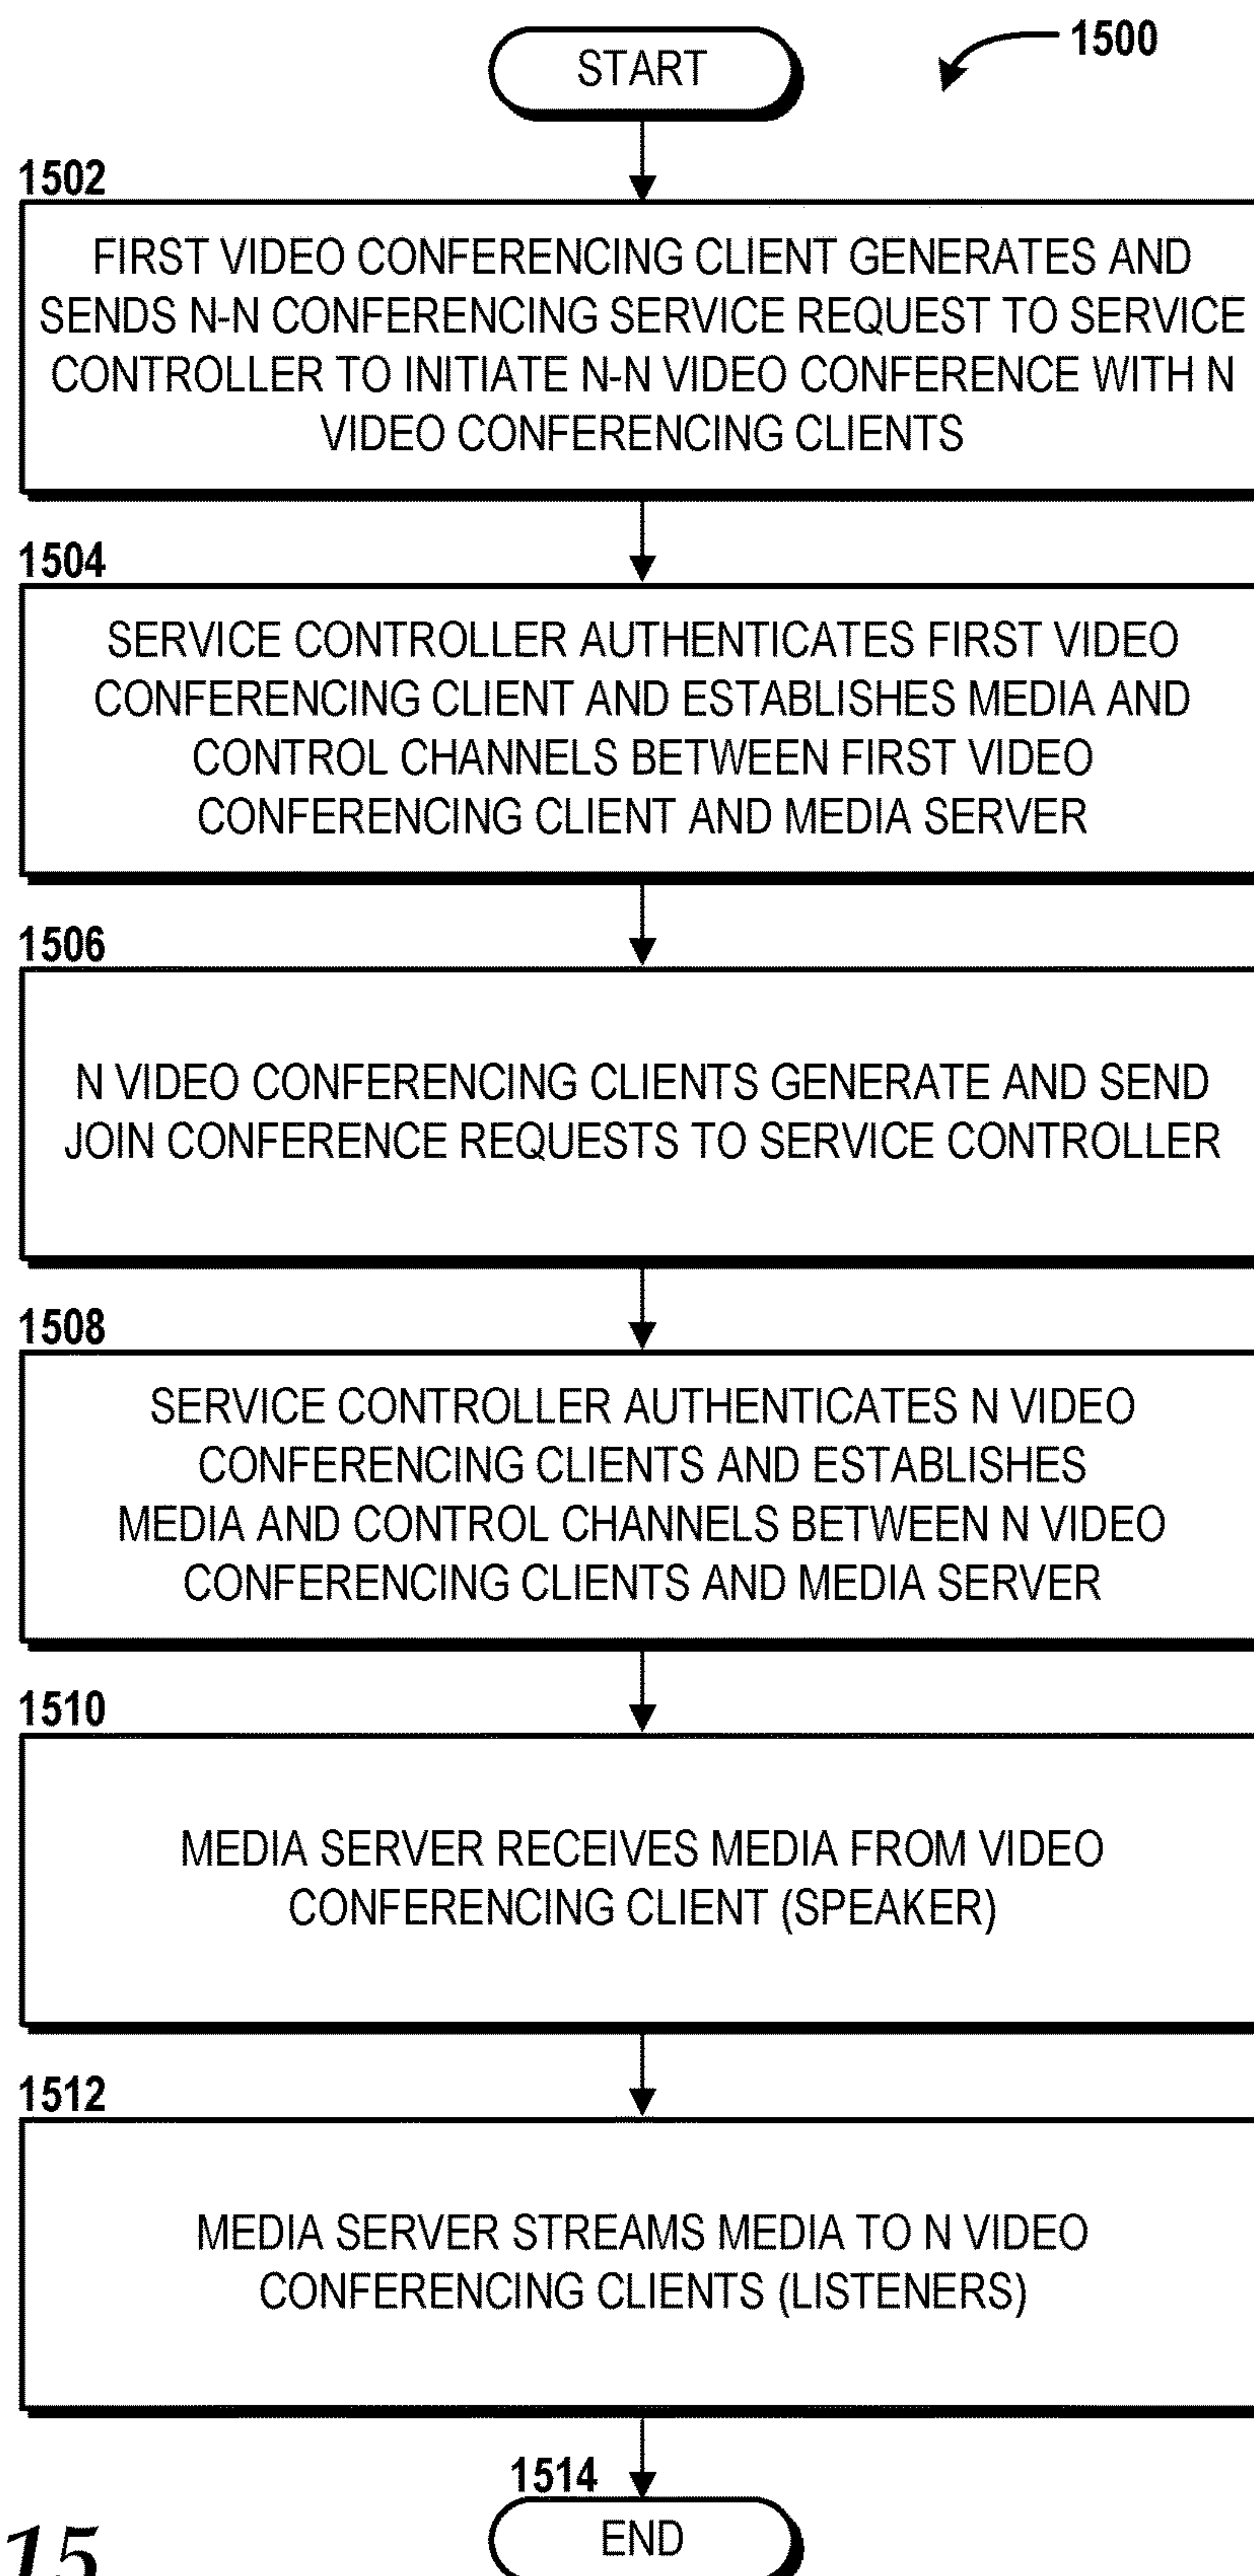 START
1500
1502
FIRST VIDEO CONFERENCING CLIENT GENERATES AND
SENDS N-N CONFERENCING SERVICE REQUEST TO SERVICE
CONTROLLER TO INITIATE N-N VIDEO CONFERENCE WITH N
VIDEO CONFERENCING CLIENTS
1504
SERVICE CONTROLLER AUTHENTICATES FIRST VIDEO
CONFERENCING CLIENT AND ESTABLISHES MEDIA AND
CONTROL CHANNELS BETWEEN FIRST VIDEO
CONFERENCING CLIENT AND MEDIA SERVER
1506
N VIDEO CONFERENCING CLIENTS GENERATE AND SEND
JOIN CONFERENCE REQUESTS TO SERVICE CONTROLLER
1508
SERVICE CONTROLLER AUTHENTICATES N VIDEO
CONFERENCING CLIENTS AND ESTABLISHES
MEDIA AND CONTROL CHANNELS BETWEEN N VIDEO
CONFERENCING CLIENTS AND MEDIA SERVER
1510
MEDIA SERVER RECEIVES MEDIA FROM VIDEO
CONFERENCING CLIENT (SPEAKER)
1512
MEDIA SERVER STREAMS MEDIA TO N VIDEO
CONFERENCING CLIENTS (LISTENERS)
1514
END
15